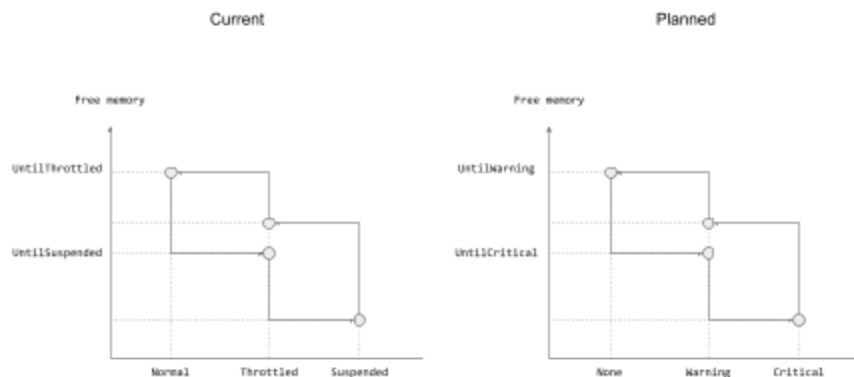 Current
Planned
Free memory
Free memory
UntilThrottled
UntilWarning
UntilSuspended
UntilCritical
Normal
Throttled
Suspended
None
Warning
Critical